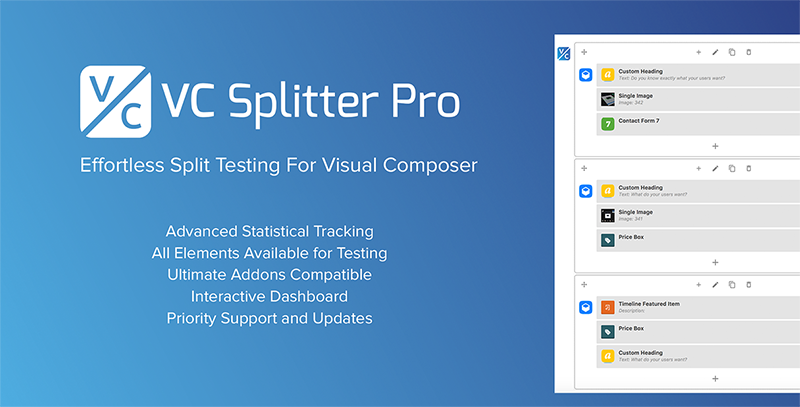 V/C VC Splitter Pro
Effortless Split Testing For Visual Composer
Advanced Statistical Tracking
All Elements Available for Testing
Ultimate Addons Compatible
Interactive Dashboard
Priority Support and Updates
V/C
Custom Heading
Text: Do you know exactly what your users want?
Single Image
Image: 342
7 Contact Form 7
Custom Heading
Text: What do your users want?
Single Image
Image: 341
Price Box
Timeline Featured Item
Description:
Price Box
Custom Heading
Text: What do your users want?